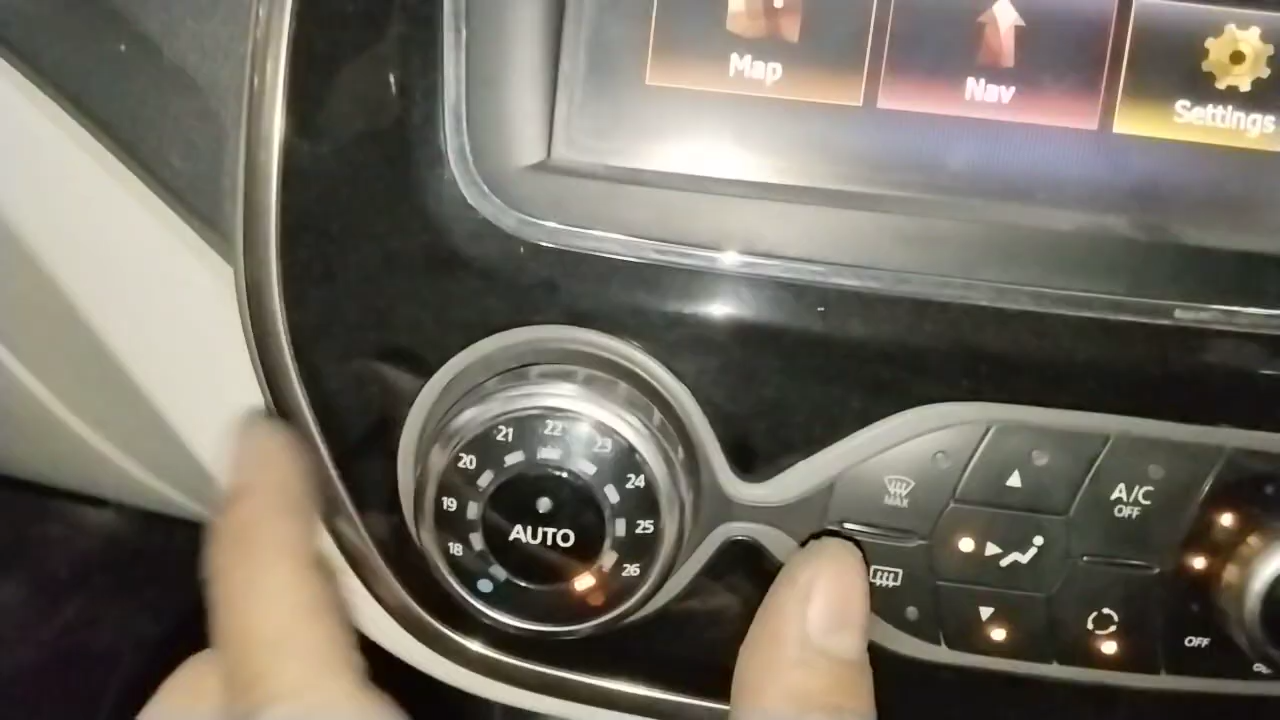 Map
Nav
Settings
18
19
20
21
22
23
24
25
26
AUTO
MAX
A/C
OFF
OFF